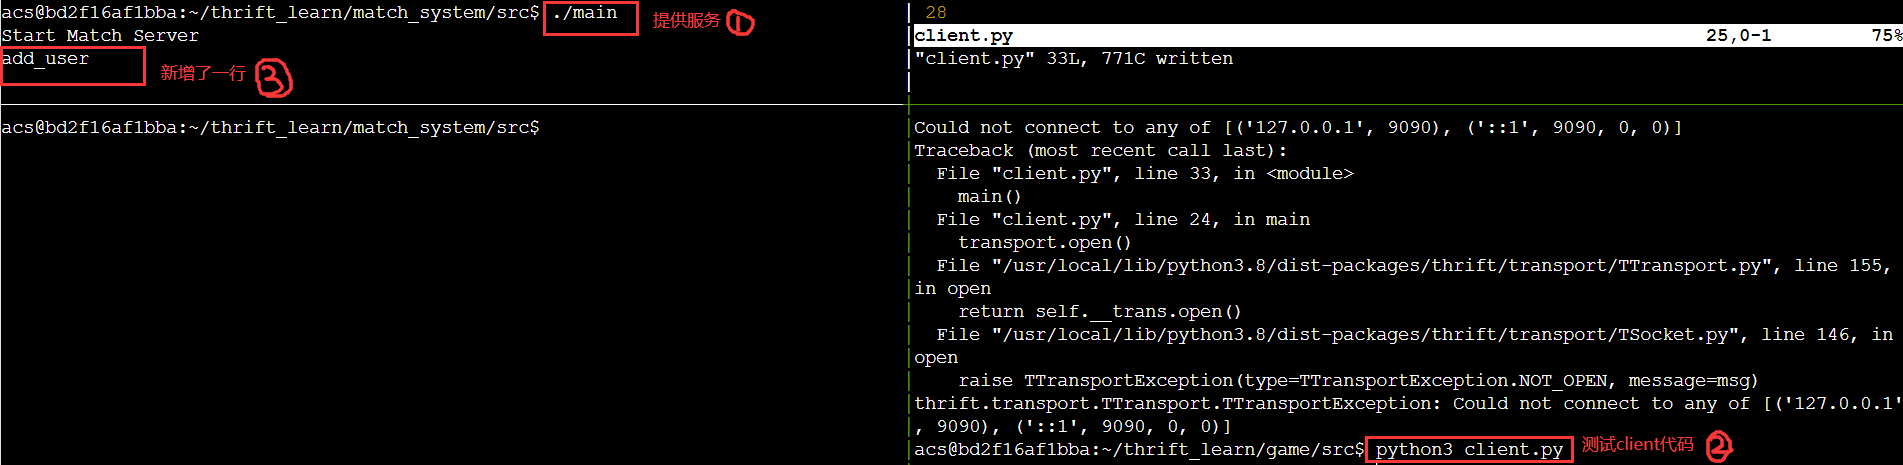 acs@bd2f16af1bba:~/thrift_learn/match_system/src$ ./main 提供服务 ①
Start Match Server
add_user
新增了一行 ③
acs@bd2f16af1bba:~/thrift_learn/match_system/src$
28
client.py 25,0-1 75%
"client.py" 33L, 771C written
Could not connect to any of [('127.0.0.1', 9090), ('::1', 9090, 0, 0)]
Traceback (most recent call last):
File "client.py", line 33, in <module>
main()
File "client.py", line 24, in main
transport.open()
File "/usr/local/lib/python3.8/dist-packages/thrift/transport/TTransport.py", line 155,
in open
return self.__trans.open()
File "/usr/local/lib/python3.8/dist-packages/thrift/transport/TSocket.py", line 146, in
open
raise TTransportException(type=TTransportException.NOT_OPEN, message=msg)
thrift.transport.TTransport.TTransportException: Could not connect to any of [('127.0.0.1'
, 9090), ('::1', 9090, 0, 0)]
acs@bd2f16af1bba:~/thrift_learn/game/src$ python3 client.py 测试client代码 ②